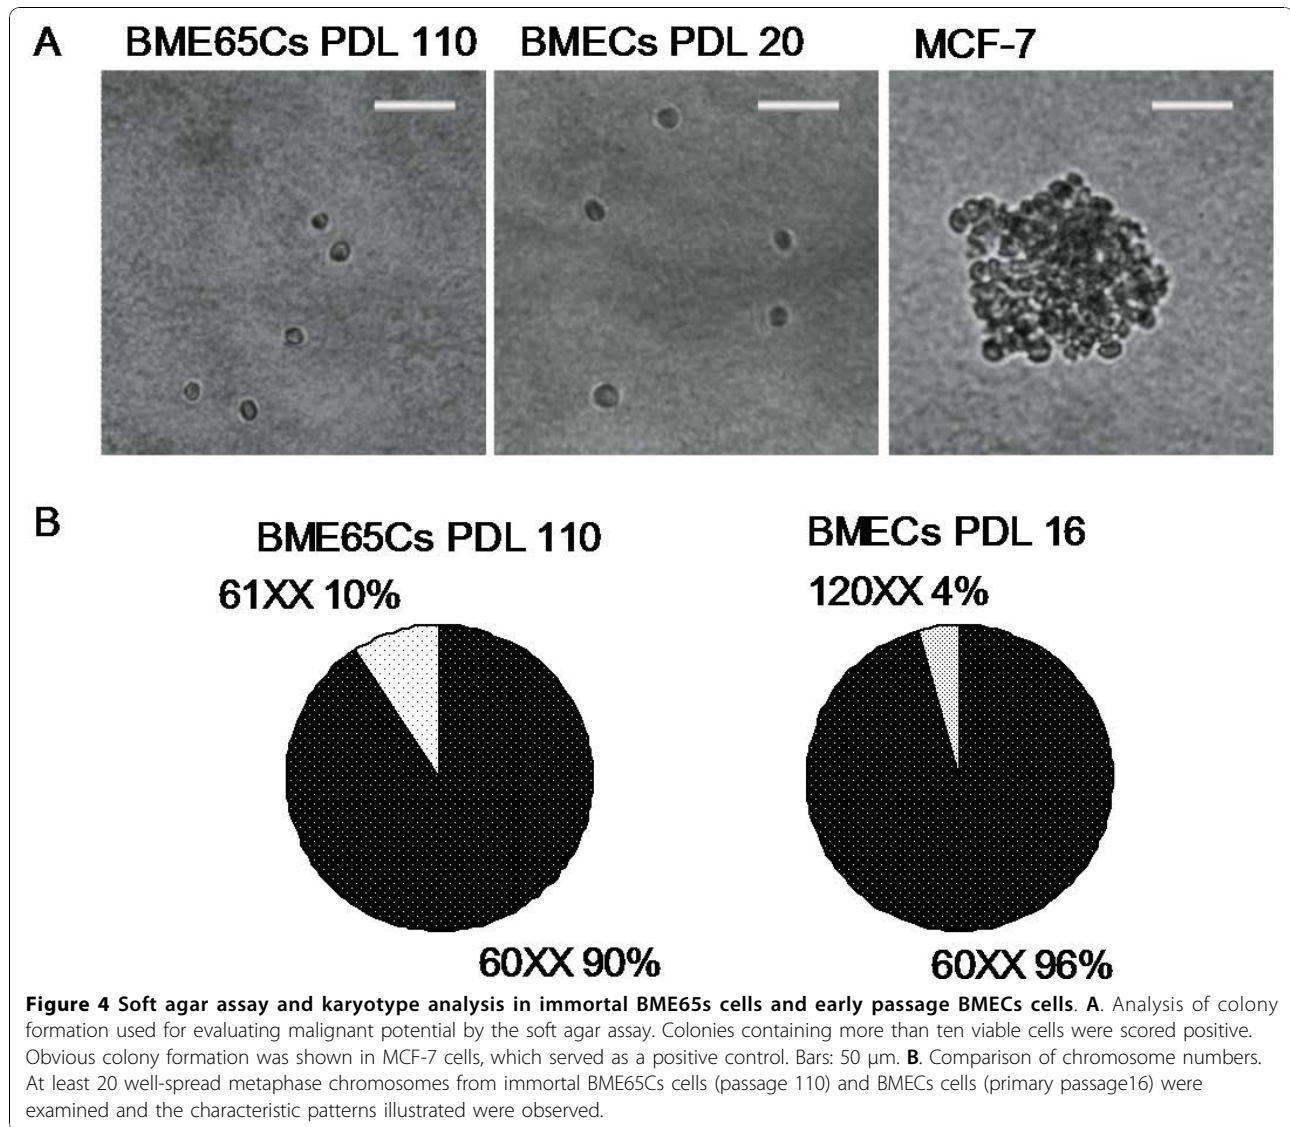 A BME65Cs PDL 110 BMECs PDL 20 MCF-7
B BME65Cs PDL 110 BMECs PDL 16
61XX 10% 120XX 4%
60XX 90% 60XX 96%
Figure 4 Soft agar assay and karyotype analysis in immortal BME65s cells and early passage BMECs cells. A. Analysis of colony
formation used for evaluating malignant potential by the soft agar assay. Colonies containing more than ten viable cells were scored positive.
Obvious colony formation was shown in MCF-7 cells, which served as a positive control. Bars: 50 μm. B. Comparison of chromosome numbers.
At least 20 well-spread metaphase chromosomes from immortal BME65Cs cells (passage 110) and BMECs cells (primary passage16) were
examined and the characteristic patterns illustrated were observed.